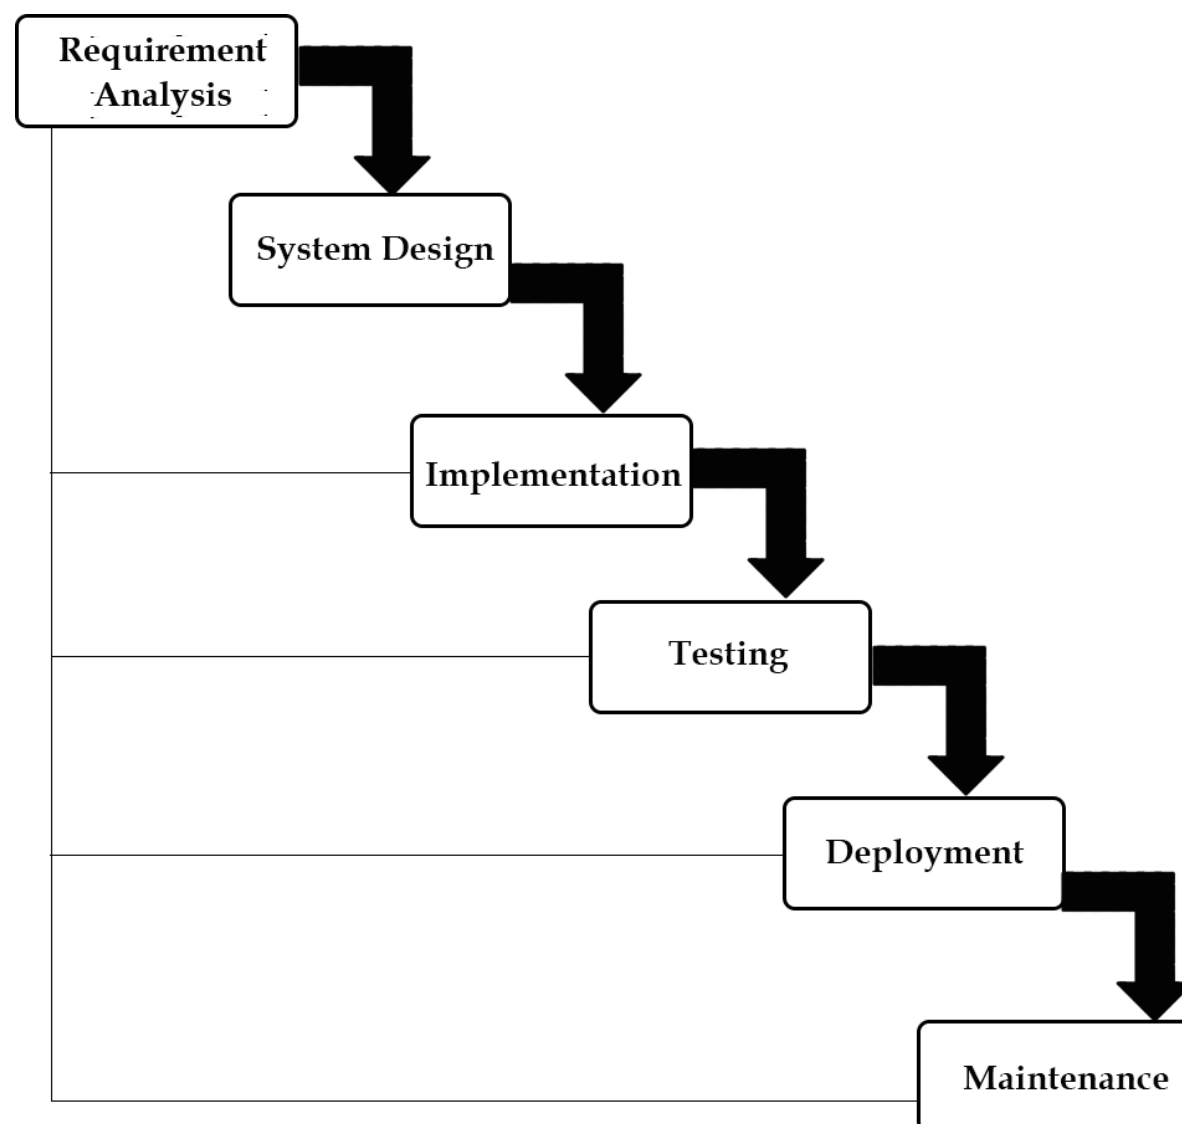 Requirement
Analysis
System Design
Implementation
Testing
Deployment
Maintenance